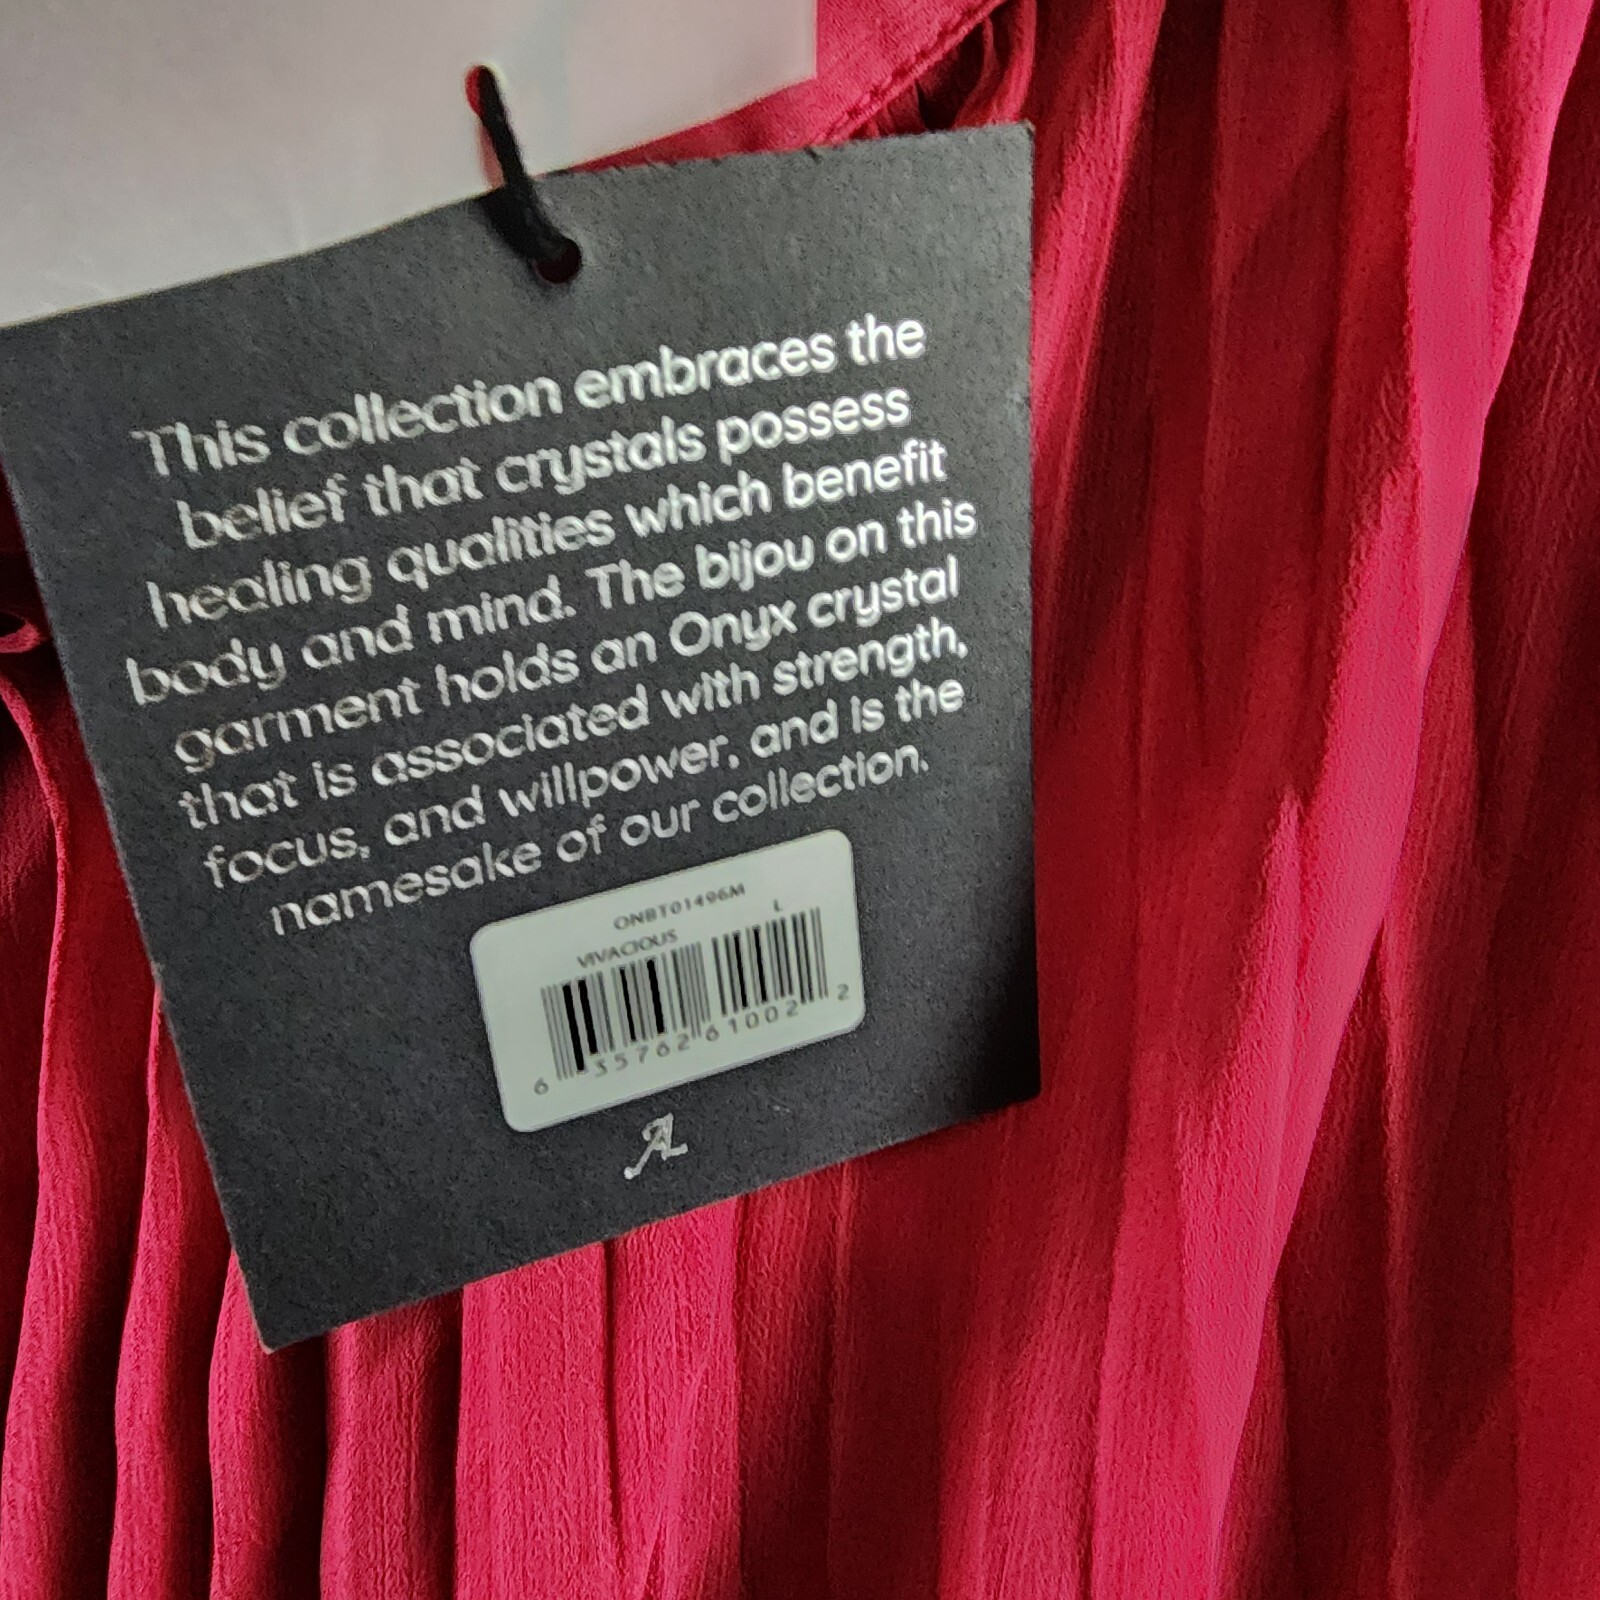 This collection embraces the
belief that crystals possess
healing qualities which benefit
body and mind. The bijou on this
garment holds an Onyx crystal
that is associated with strength,
focus, and willpower, and is the
namesake of our collection.
ONBT01496M
VIVACIOUS L
6 35762 61002 2
A